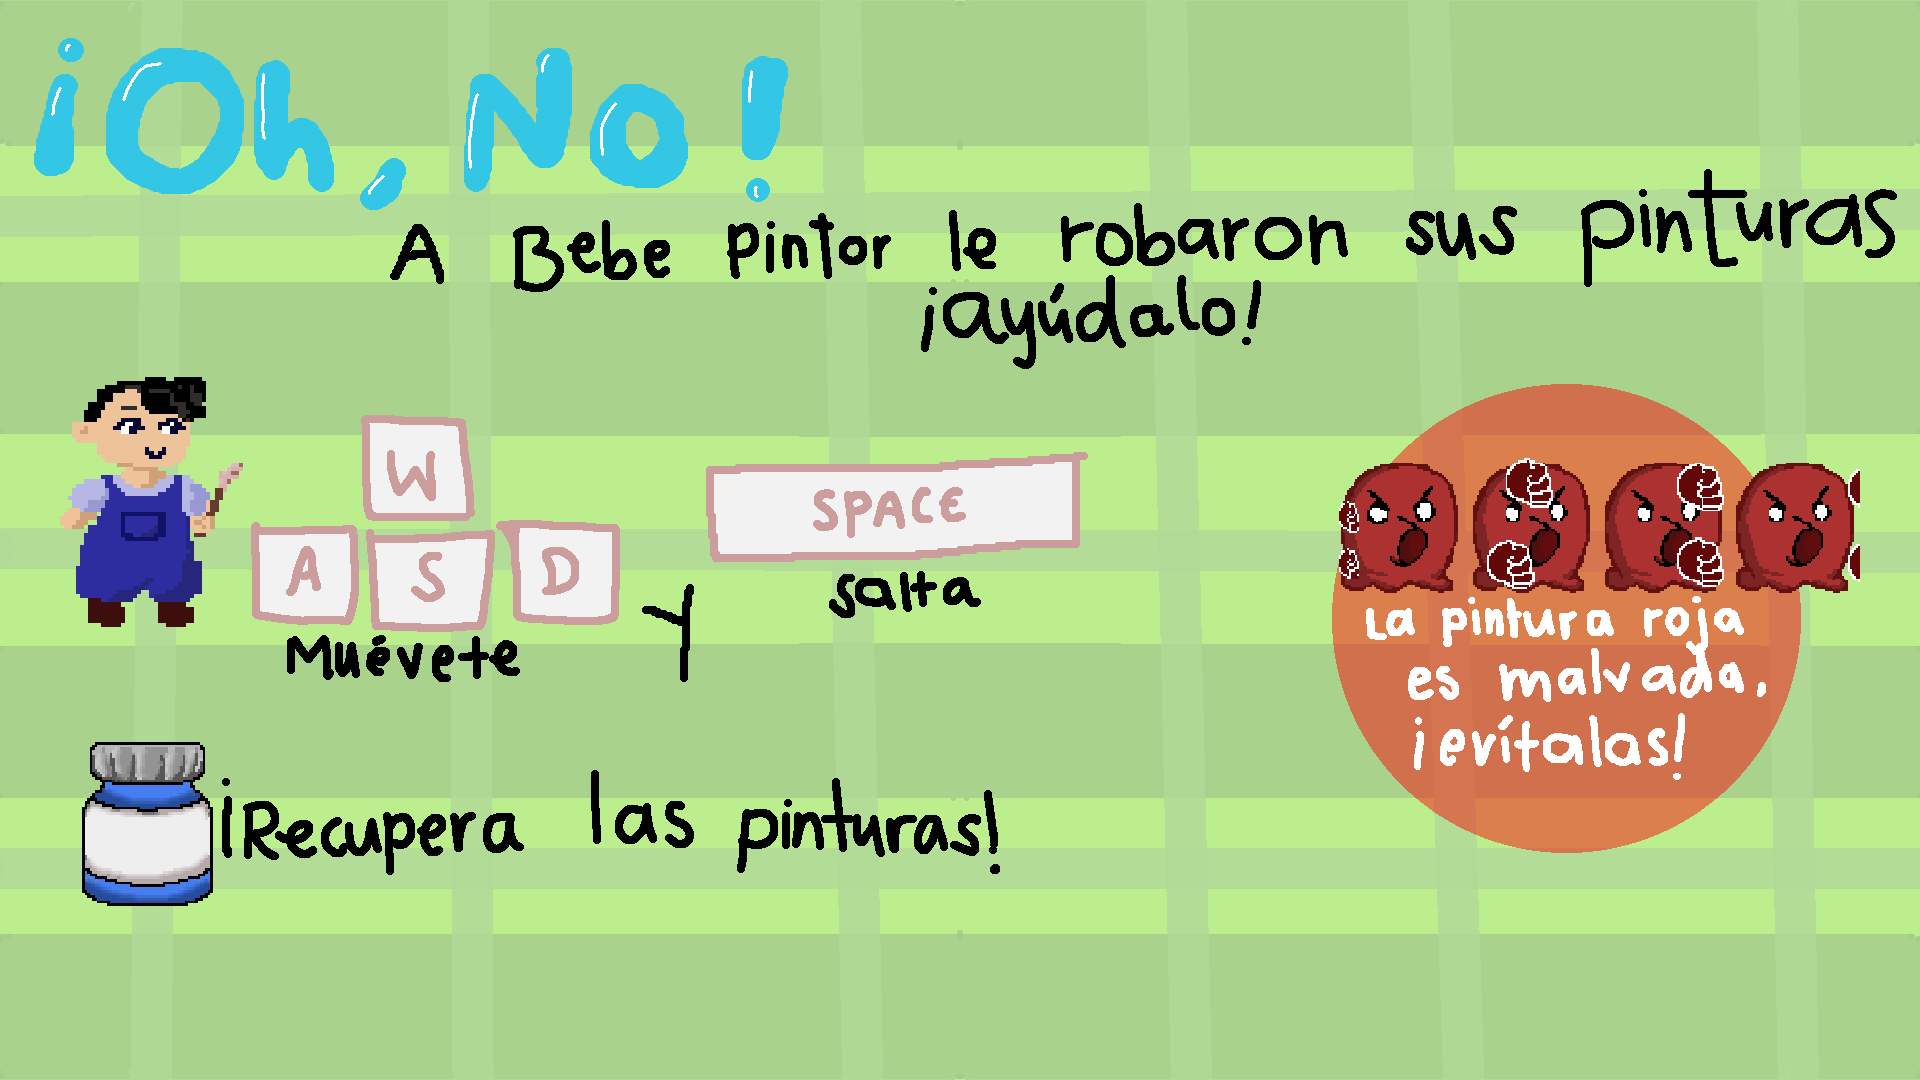 ¡Oh, No!
A Bebe Pintor le robaron sus pinturas
¡ayúdalo!
W
A S D
Muévete
y
SPACE
salta
La pintura roja
es malvada,
¡evítalas!
¡Recupera las pinturas!